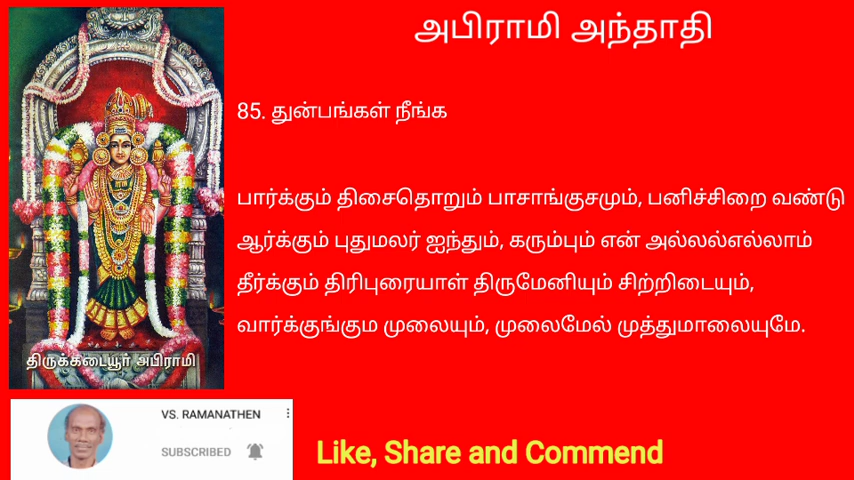 அபிராமி அந்தாதி
85. துன்பங்கள் நீங்க
பார்க்கும் திசைதொறும் பாசாங்குசமும், பனிச்சிறை வண்டு
ஆர்க்கும் புதுமலர் ஐந்தும், கரும்பும் என் அல்லல்எல்லாம்
தீர்க்கும் திரிபுரையாள் திருமேனியும் சிற்றிடையும்,
வார்க்குங்கும முலையும், முலைமேல் முத்துமாலையுமே.
திருக்கடையூர் அபிராமி
VS. RAMANATHEN
SUBSCRIBED
Like, Share and Commend